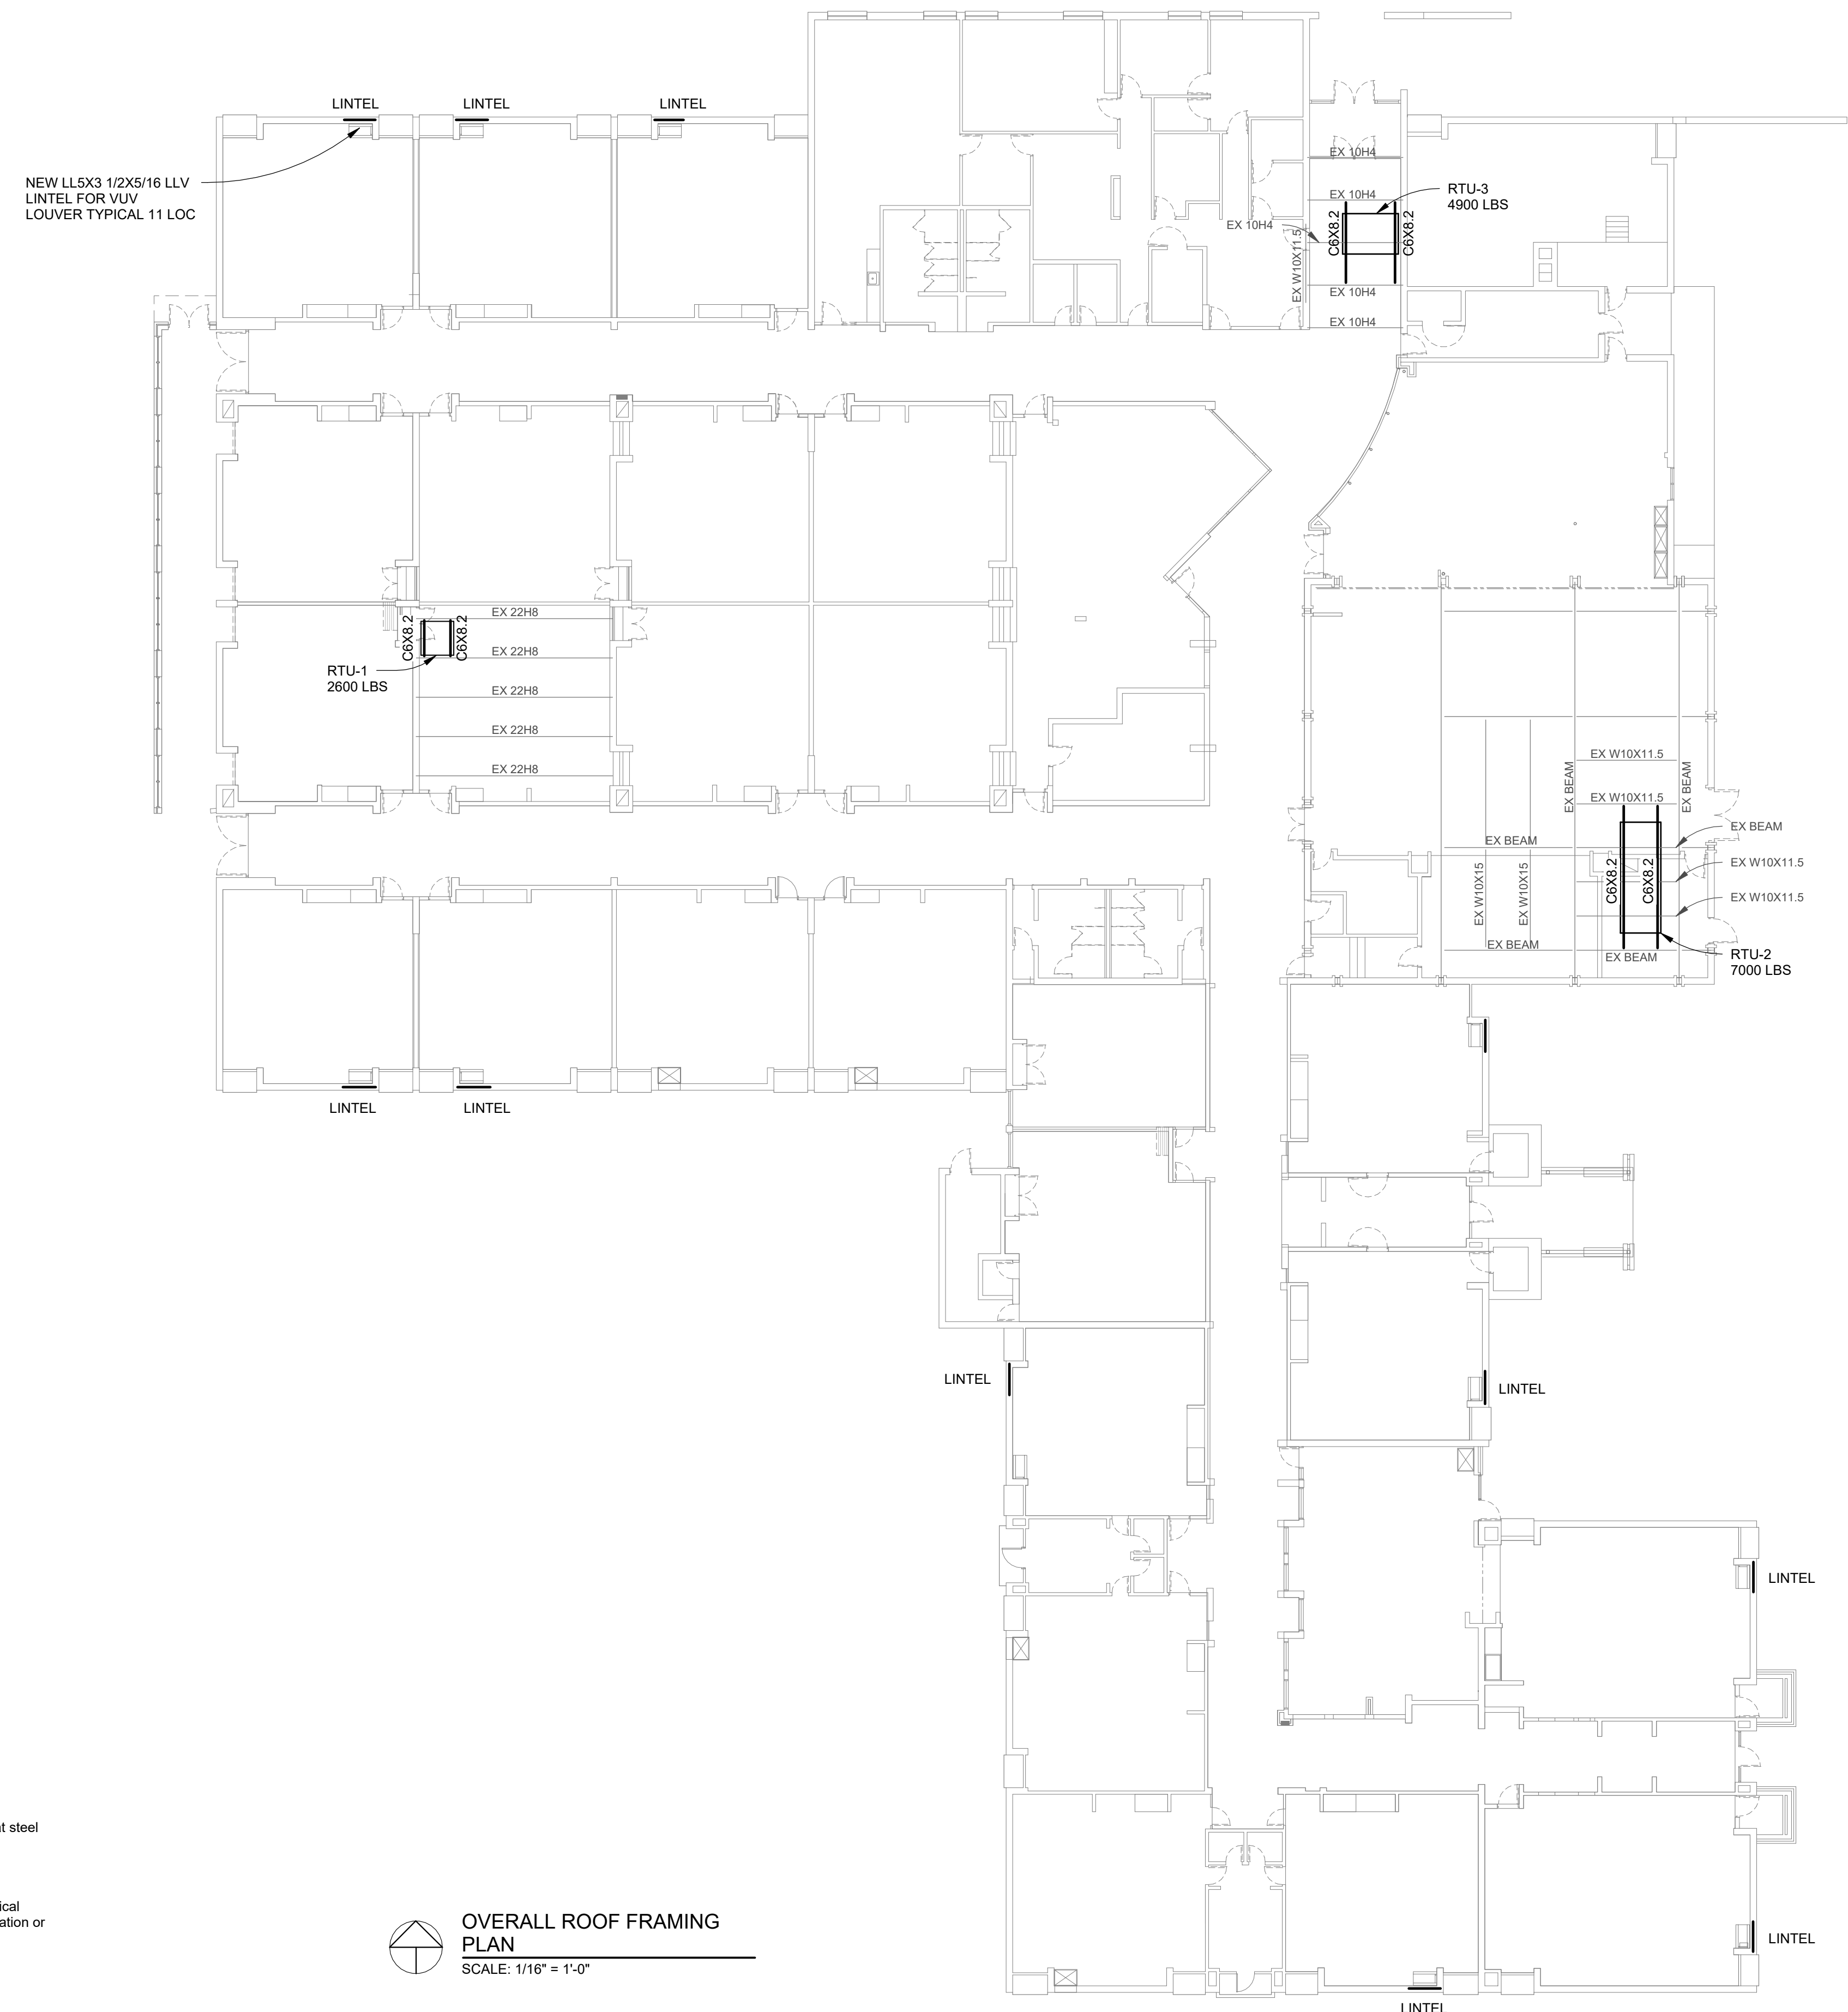 LINTEL
LINTEL
LINTEL
NEW LL5X3 1/2X5/16 LLV
LINTEL FOR VUV
LOUVER TYPICAL 11 LOC
EX 10H4
EX 10H4
RTU-3
4900 LBS
EX 10H4
C6X8.2
C6X8.2
EX W10X11.5
EX 10H4
EX 10H4
EX 22H8
C6X8.2
C6X8.2
EX 22H8
RTU-1
2600 LBS
EX 22H8
EX 22H8
EX 22H8
EX W10X11.5
EX BEAM
EX BEAM
EX W10X11.5
EX BEAM
EX BEAM
EX W10X11.5
C6X8.2
C6X8.2
EX W10X15
EX W10X15
EX W10X11.5
EX BEAM
EX BEAM
RTU-2
7000 LBS
LINTEL
LINTEL
LINTEL
LINTEL
LINTEL
t steel
ical
ation or
OVERALL ROOF FRAMING
PLAN
SCALE: 1/16" = 1'-0"
LINTEL
LINTEL